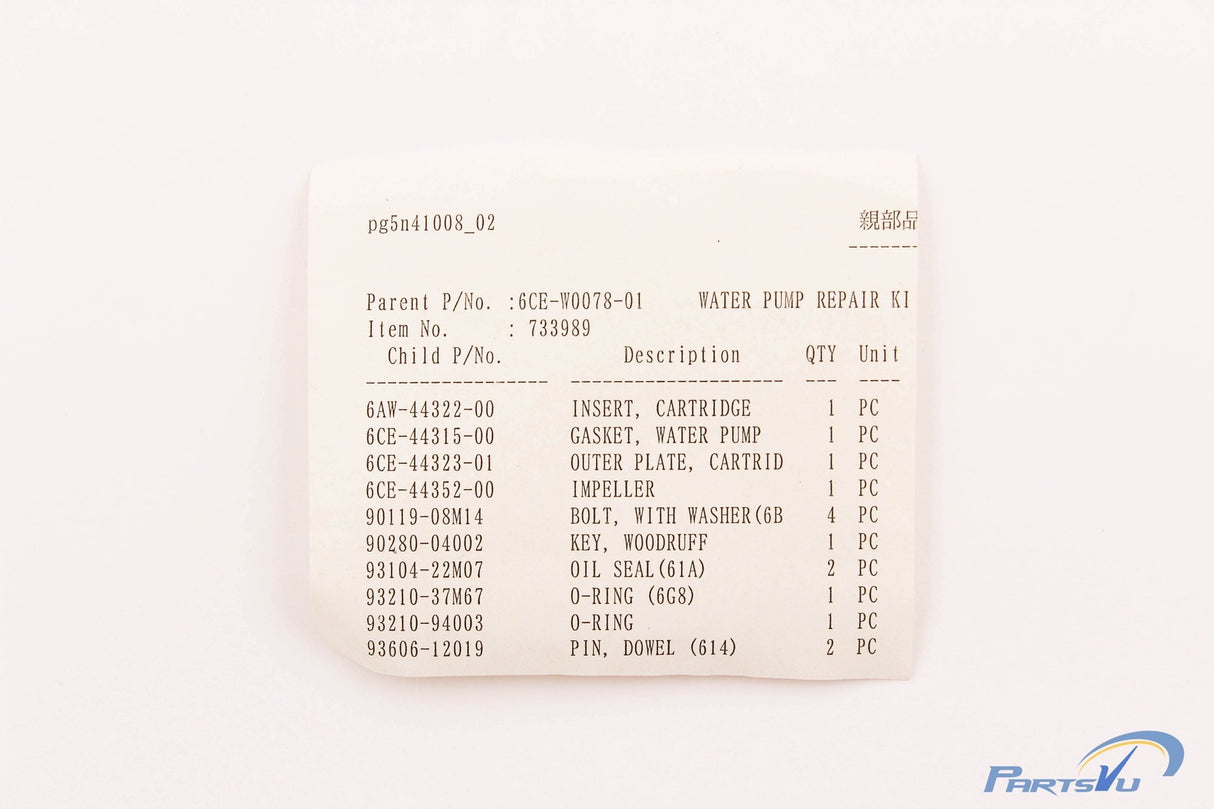 pg5n41008_02 親部品
Parent P/No. :6CE-W0078-01 WATER PUMP REPAIR KI
Item No. : 733989
Child P/No. Description QTY Unit
6AW-44322-00 INSERT, CARTRIDGE 1 PC
6CE-44315-00 GASKET, WATER PUMP 1 PC
6CE-44323-01 OUTER PLATE, CARTRID 1 PC
6CE-44352-00 IMPELLER 1 PC
90119-08M14 BOLT, WITH WASHER(6B 4 PC
90280-04002 KEY, WOODRUFF 1 PC
93104-22M07 OIL SEAL(61A) 2 PC
93210-37M67 O-RING (6G8) 1 PC
93210-94003 O-RING 1 PC
93606-12019 PIN, DOWEL (614) 2 PC
PARTSVU